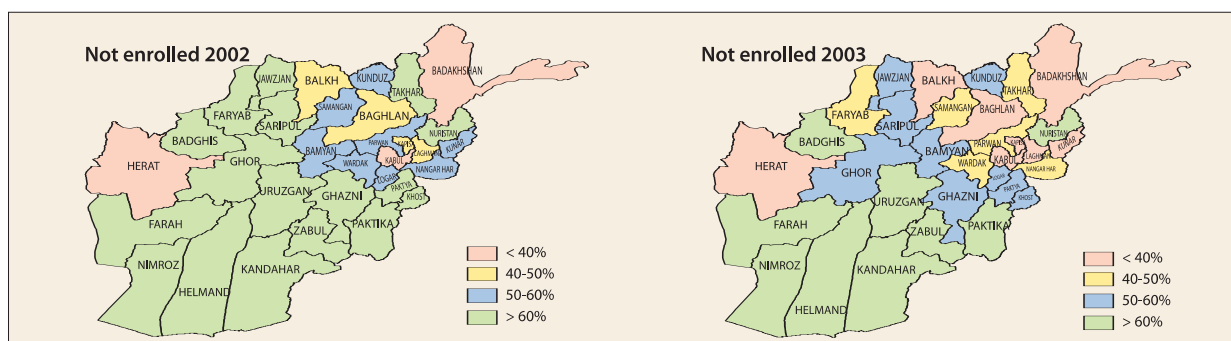 Not enrolled 2002
JAWZJAN
BALKH
KUNDUZ
BADAKHSHAN
TAKHAR
FARYAB
SAMANGAN
SARIPUL
BAGHLAN
BADGHIS
NURISTAN
HERAT
GHOR
BAMYAN
PARWAN
KUNAR
LAGHMAN
WARDAK
KABUL
NANGAR HAR
LOGAR
PAKTYA
KHOST
URUZGAN
GHAZNI
FARAH
ZABUL
PAKTIKA
NIMROZ
HELMAND
KANDAHAR
< 40%
40-50%
50-60%
> 60%
Not enrolled 2003
JAWZJAN
BALKH
KUNDUZ
BADAKHSHAN
TAKHAR
FARYAB
SAMANGAN
BAGHLAN
SARIPUL
BADGHIS
NURISTAN
HERAT
GHOR
BAMYAN
PARWAN
KUNAR
LAGHMAN
WARDAK
KABUL
NANGAR HAR
PAKTYA
KHOST
URUZGAN
GHAZNI
FARAH
ZABUL
PAKTIKA
NIMROZ
KANDAHAR
HELMAND
< 40%
40-50%
50-60%
> 60%